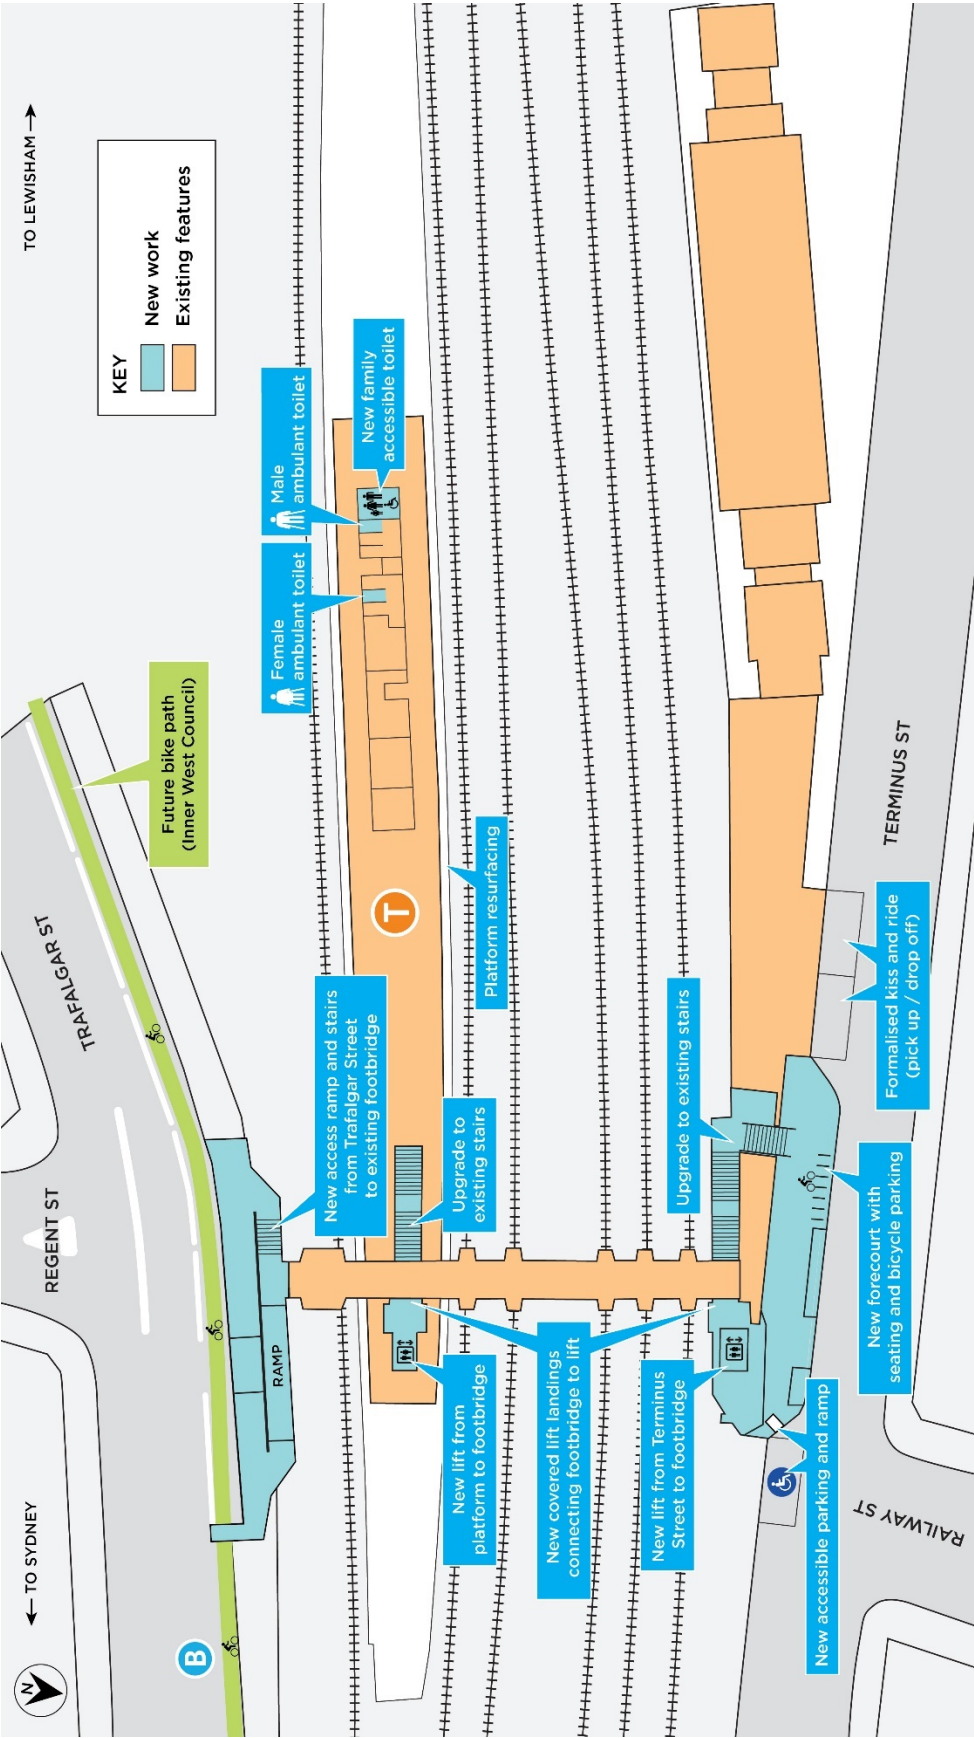 N
← TO SYDNEY
TO LEWISHAM →
KEY
New work
Existing features
REGENT ST
TRAFALGAR ST
B
Future bike path
(Inner West Council)
RAMP
New access ramp and stairs
from Trafalgar Street
to existing footbridge
Female
ambulant toilet
Male
ambulant toilet
New family
accessible toilet
T
New lift from
platform to footbridge
Upgrade to
existing stairs
Platform resurfacing
New covered lift landings
connecting footbridge to lift
New lift from Terminus
Street to footbridge
Upgrade to existing stairs
New accessible parking and ramp
New forecourt with
seating and bicycle parking
Formalised kiss and ride
(pick up / drop off)
RAILWAY ST
TERMINUS ST